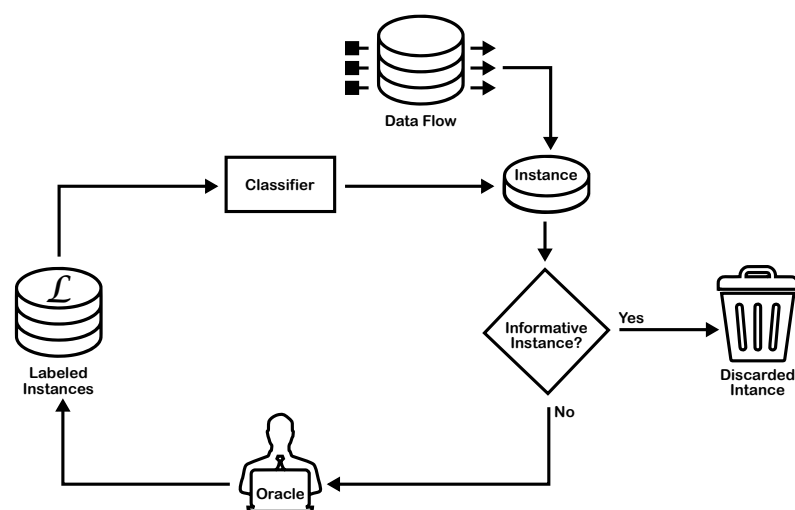 Data Flow
Classifier
Instance
ℒ
Labeled
Instances
Informative
Instance?
Yes
Discarded
Intance
No
Oracle